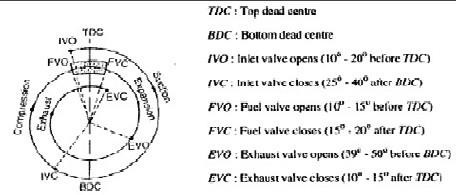 TDC
IVO
FVO
FVC
EVC
Suction
Expansion
Compression
Exhaust
EVO
IVC
BDC
TDC : Top dead centre
BDC : Bottom dead centre
IVO : Inlet valve opens (10° - 20° before TDC)
IVC : Inlet valve closes (25° - 40° after BDC)
FVO : Fuel valve opens (10° - 15° before TDC)
FVC : Fuel valve closes (15° - 20° after TDC)
EVO : Exhaust valve opens (39° - 50° before BDC)
EVC : Exhaust valve closes (10° - 15° after TDC)